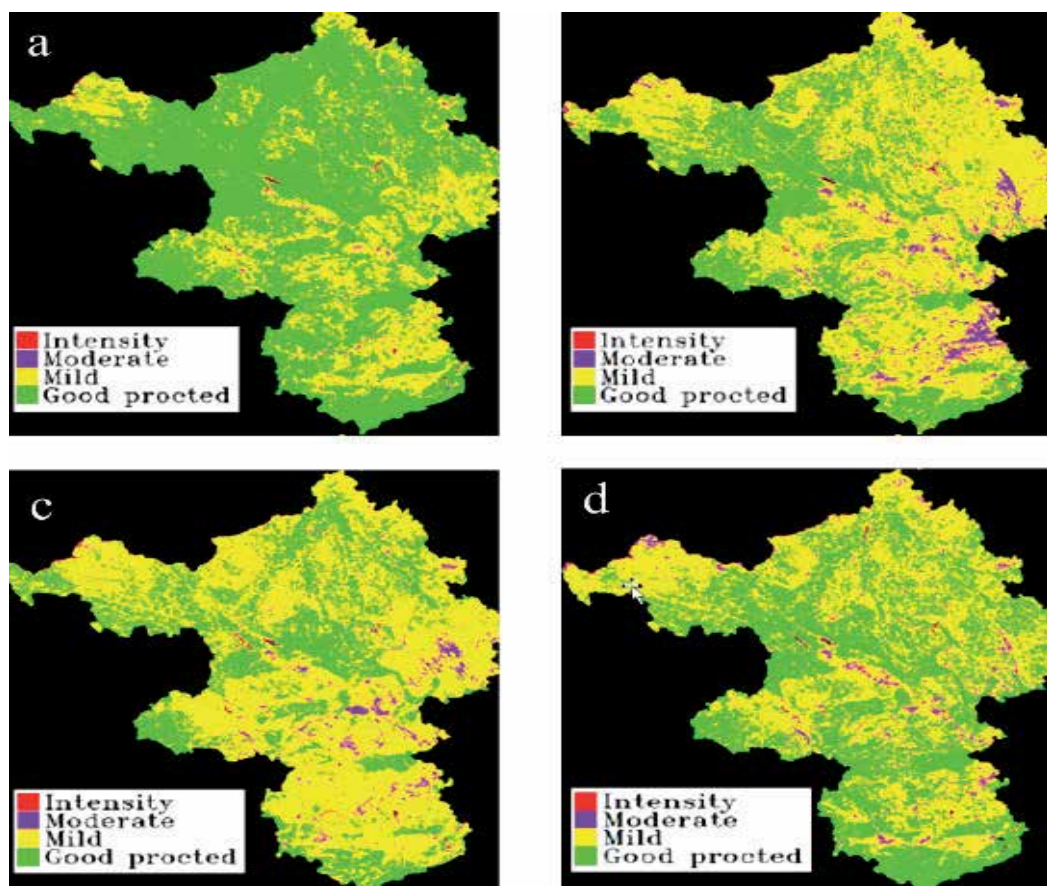 a
Intensity
Moderate
Mild
Good procted
Intensity
Moderate
Mild
Good procted
c
Intensity
Moderate
Mild
Good procted
d
Intensity
Moderate
Mild
Good procted